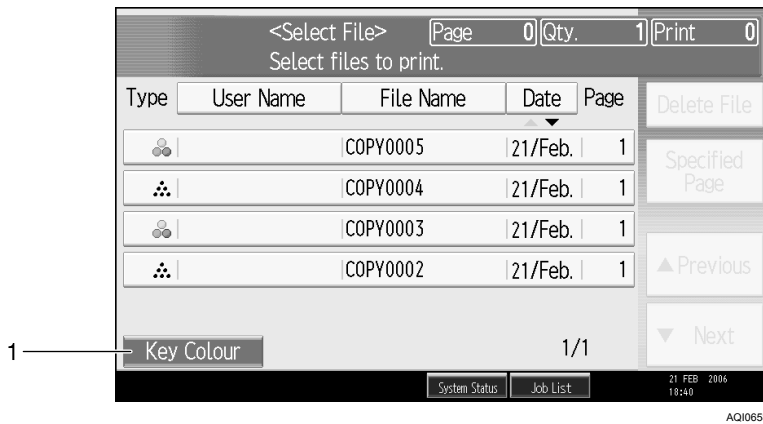 <Select File> Page 0 Qty. 1 Print 0
Select files to print.
Type User Name File Name Date Page Delete File
COPY0005 21/Feb. 1
Specified
Page
COPY0004 21/Feb. 1
COPY0003 21/Feb. 1
COPY0002 21/Feb. 1 ▲Previous
1 Key Colour 1/1 ▼ Next
System Status Job List 21 FEB 2006
18:40
AQI065